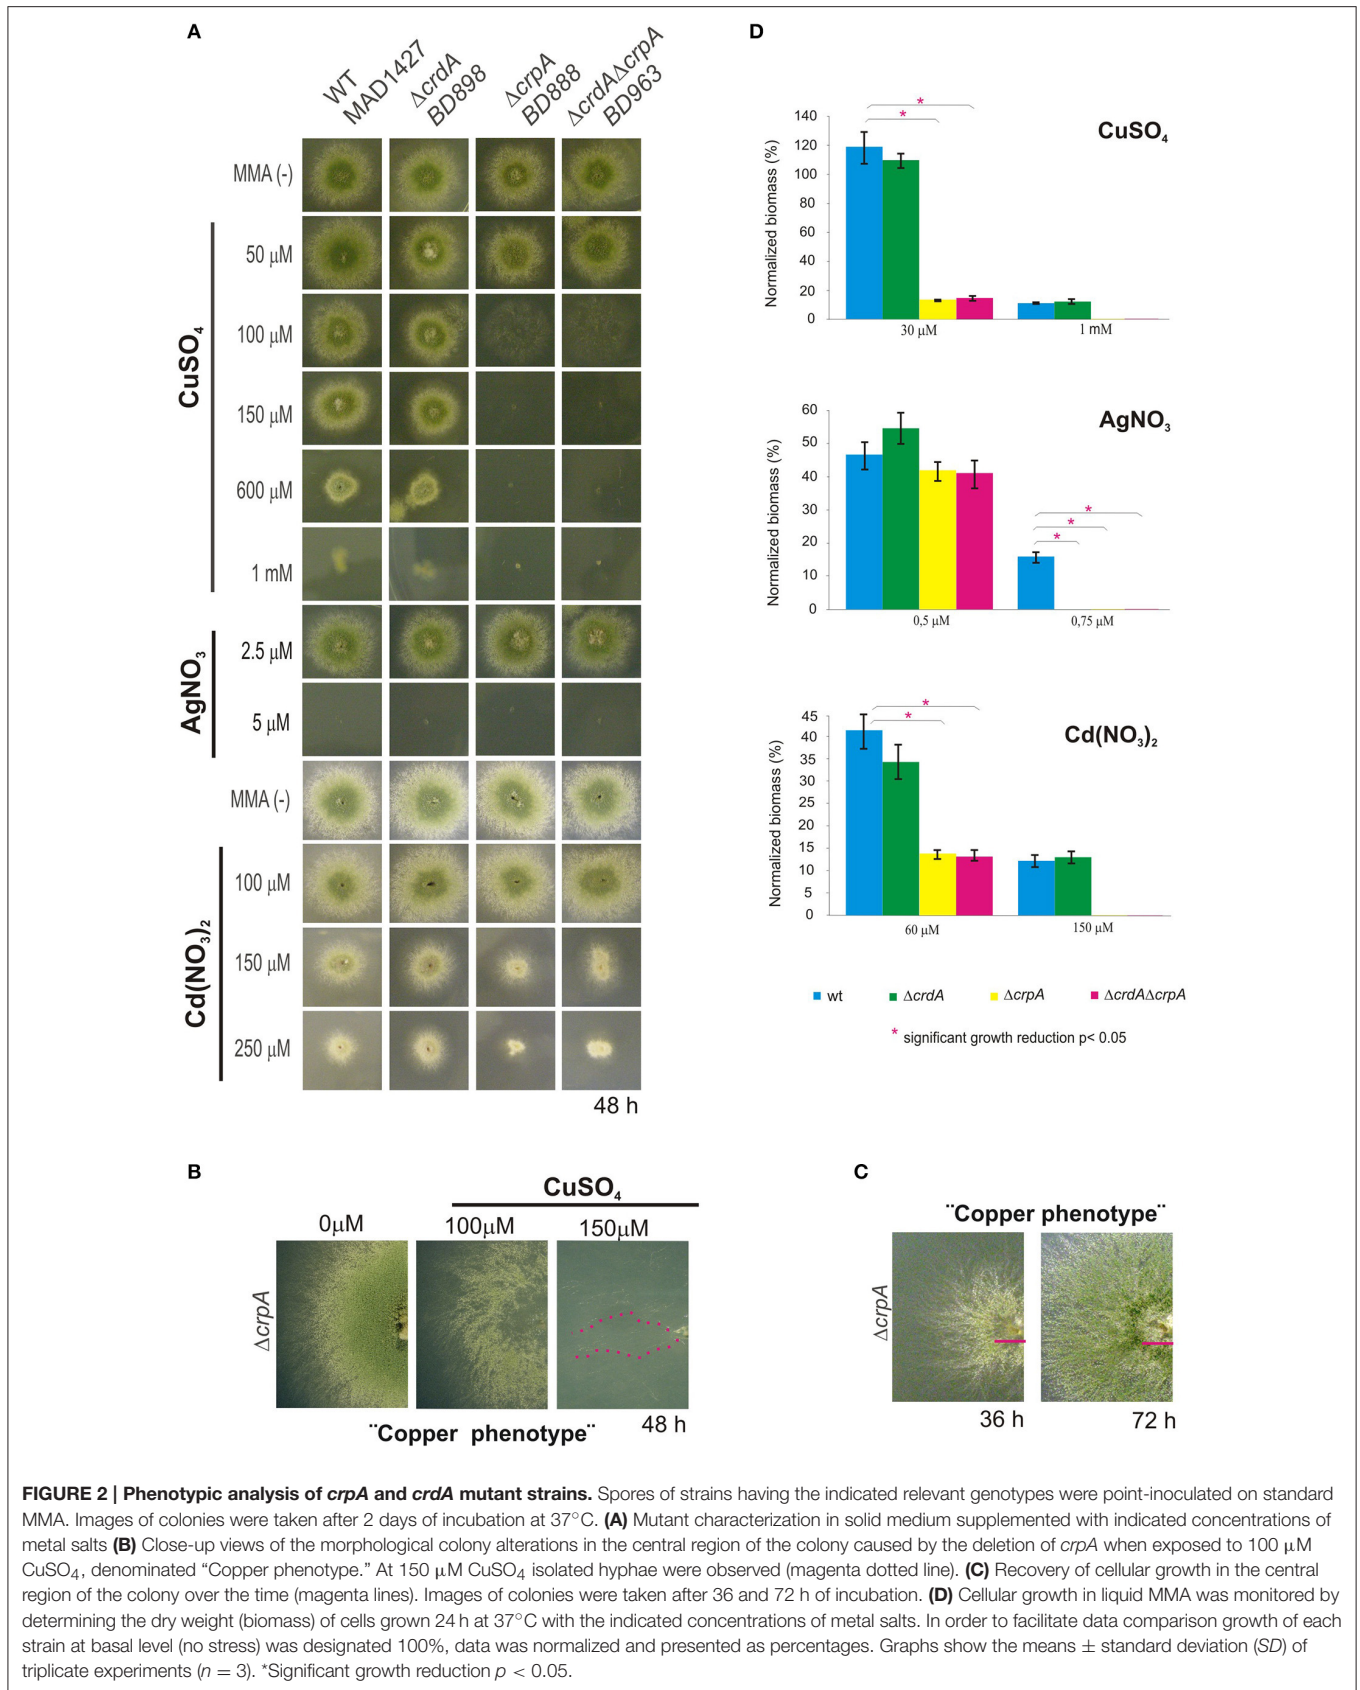 A
WT
MAD1427
ΔcrdA
BD898
ΔcrpA
BD888
ΔcrdAΔcrpA
BD963
MMA (-)
CuSO4
50 µM
100 µM
150 µM
600 µM
1 mM
AgNO3
2.5 µM
5 µM
MMA (-)
Cd(NO3)2
100 µM
150 µM
250 µM
48 h
D
CuSO4
Normalized biomass (%)
140
120
100
80
60
40
20
0
* *
30 µM
1 mM
AgNO3
Normalized biomass (%)
60
50
40
30
20
10
0
* * *
0,5 µM
0,75 µM
Cd(NO3)2
Normalized biomass (%)
45
40
35
30
25
20
15
10
5
0
* *
60 µM
150 µM
wt
ΔcrdA
ΔcrpA
ΔcrdAΔcrpA
* significant growth reduction p< 0.05
B
CuSO4
0µM
100µM
150µM
ΔcrpA
¨Copper phenotype¨
48 h
C
¨Copper phenotype¨
ΔcrpA
36 h
72 h
FIGURE 2 | Phenotypic analysis of crpA and crdA mutant strains. Spores of strains having the indicated relevant genotypes were point-inoculated on standard
MMA. Images of colonies were taken after 2 days of incubation at 37°C. (A) Mutant characterization in solid medium supplemented with indicated concentrations of
metal salts (B) Close-up views of the morphological colony alterations in the central region of the colony caused by the deletion of crpA when exposed to 100 µM
CuSO4, denominated “Copper phenotype.” At 150 µM CuSO4 isolated hyphae were observed (magenta dotted line). (C) Recovery of cellular growth in the central
region of the colony over the time (magenta lines). Images of colonies were taken after 36 and 72 h of incubation. (D) Cellular growth in liquid MMA was monitored by
determining the dry weight (biomass) of cells grown 24 h at 37°C with the indicated concentrations of metal salts. In order to facilitate data comparison growth of each
strain at basal level (no stress) was designated 100%, data was normalized and presented as percentages. Graphs show the means ± standard deviation (SD) of
triplicate experiments (n = 3). *Significant growth reduction p < 0.05.